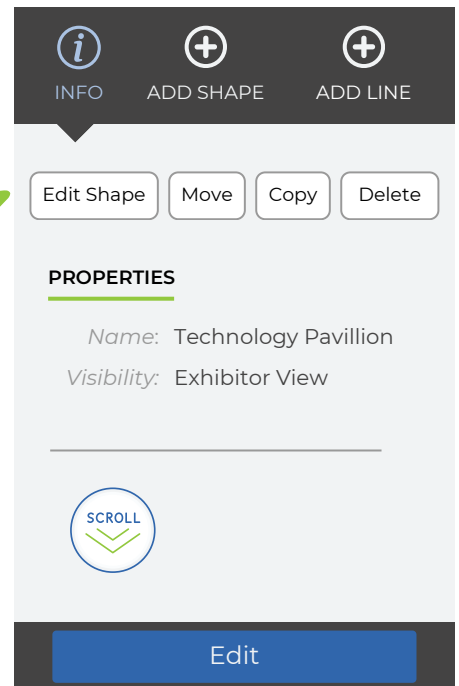 INFO ADD SHAPE ADD LINE
Edit Shape Move Copy Delete
PROPERTIES
Name: Technology Pavillion
Visibility: Exhibitor View
SCROLL
Edit